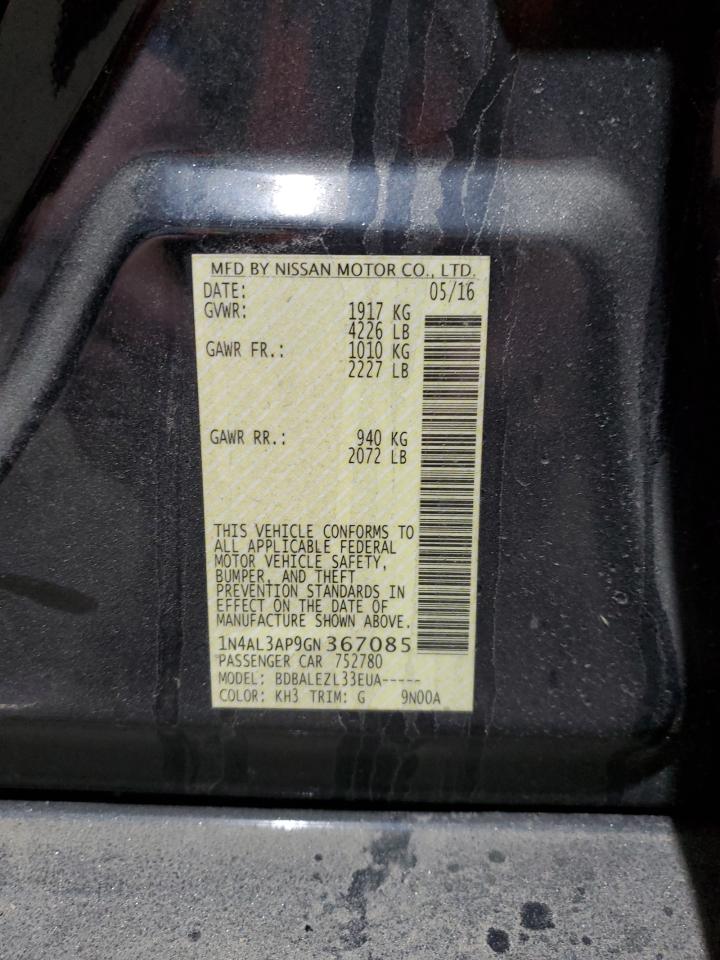 MFD BY NISSAN MOTOR CO., LTD.
DATE: 05/16
GVWR: 1917 KG
4226 LB
GAWR FR.: 1010 KG
2227 LB
GAWR RR.: 940 KG
2072 LB
THIS VEHICLE CONFORMS TO
ALL APPLICABLE FEDERAL
MOTOR VEHICLE SAFETY,
BUMPER, AND THEFT
PREVENTION STANDARDS IN
EFFECT ON THE DATE OF
MANUFACTURE SHOWN ABOVE.
1N4AL3AP9GN367085
PASSENGER CAR 752780
MODEL: BDBALEZL33EUA-----
COLOR: KH3 TRIM: G 9N00A